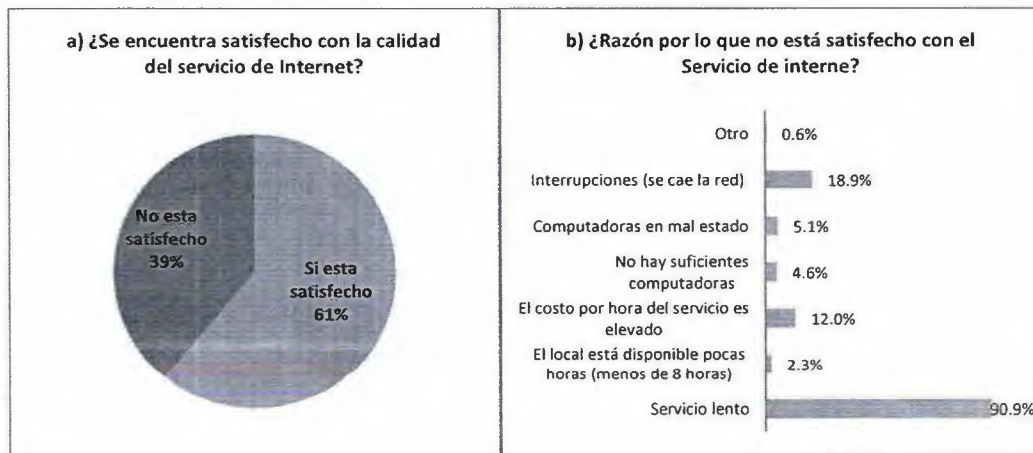 a) ¿Se encuentra satisfecho con la calidad
del servicio de Internet?
No esta
satisfecho
39%
Si esta
satisfecho
61%
b) ¿Razón por lo que no está satisfecho con el
Servicio de interne?
Otro
0.6%
Interrupciones (se cae la red)
18.9%
Computadoras en mal estado
5.1%
No hay suficientes
computadoras
4.6%
El costo por hora del servicio es
elevado
12.0%
El local está disponible pocas
horas (menos de 8 horas)
2.3%
Servicio lento
90.9%